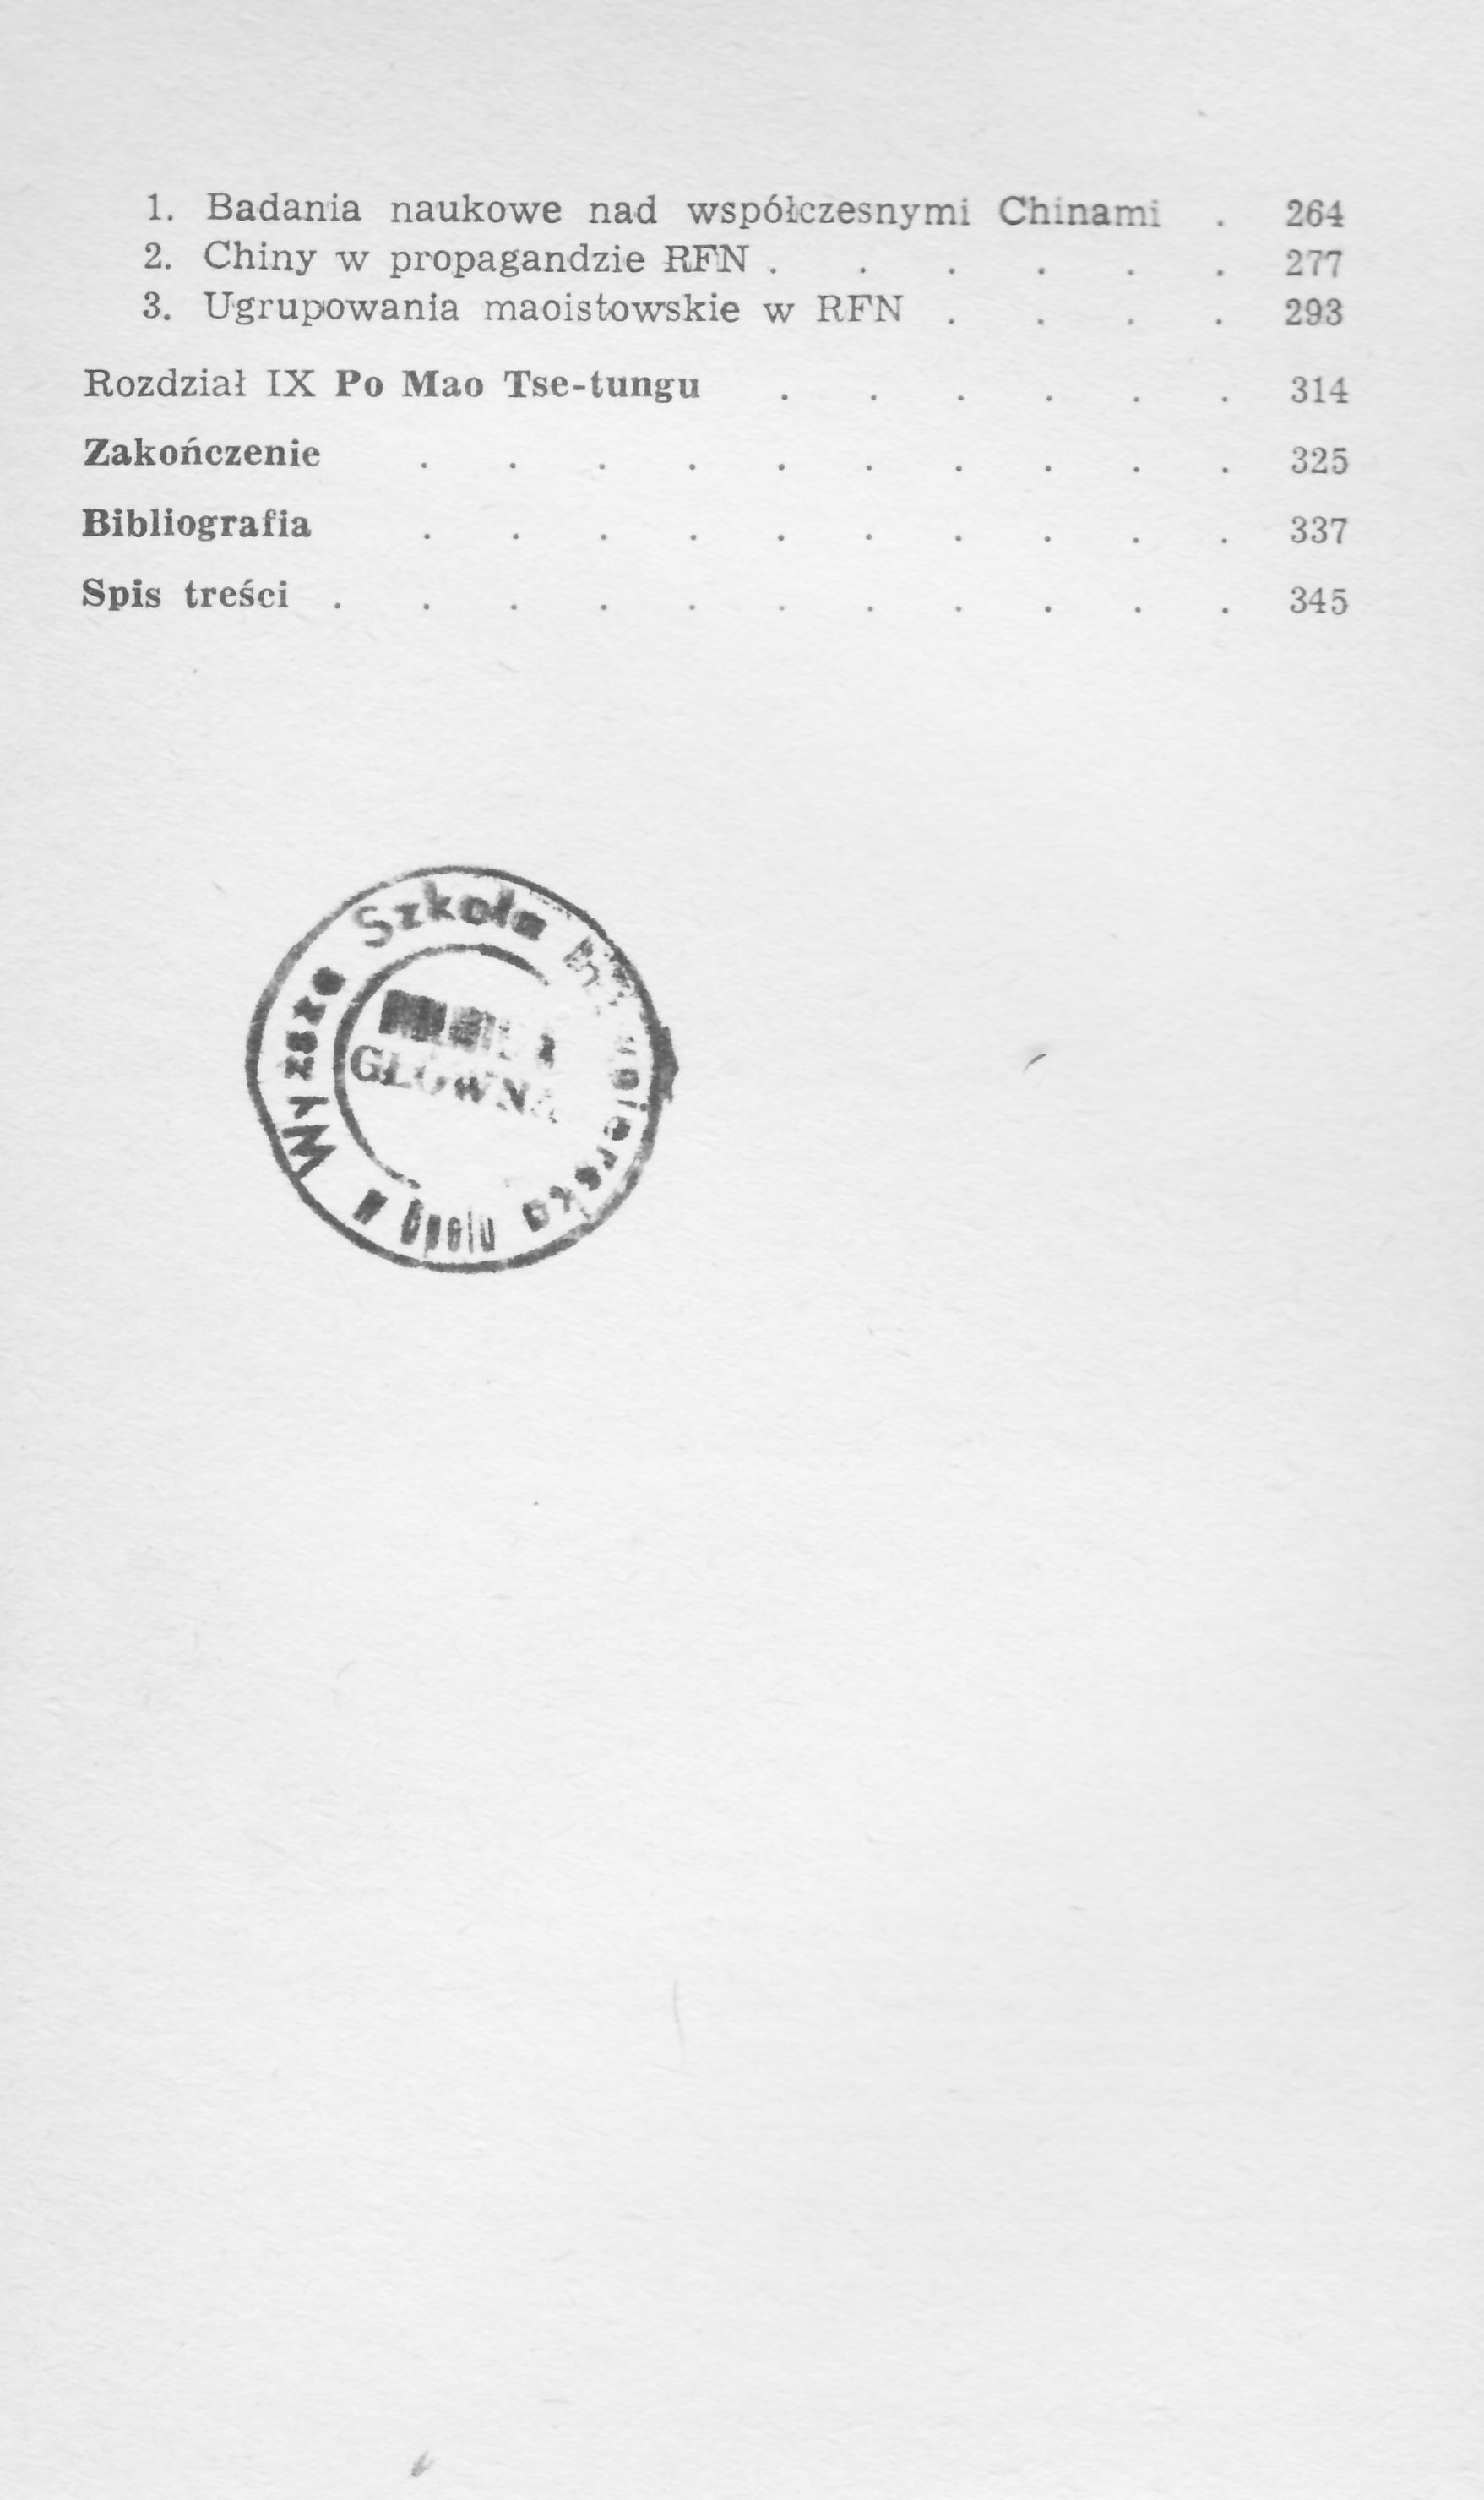 1. Badania naukowe nad współczesnymi Chinami . 264
2. Chiny w propagandzie RFN . . . . . . 277
3. Ugrupowania maoistowskie w RFN . . . . 293
Rozdział IX Po Mao Tse-tungu . . . . . . 314
Zakończenie . . . . . . . . . . 325
Bibliografia . . . . . . . . . . 337
Spis treści . . . . . . . . . . . 345
Wyższa Szkoła
w Opolu
GŁÓWNA